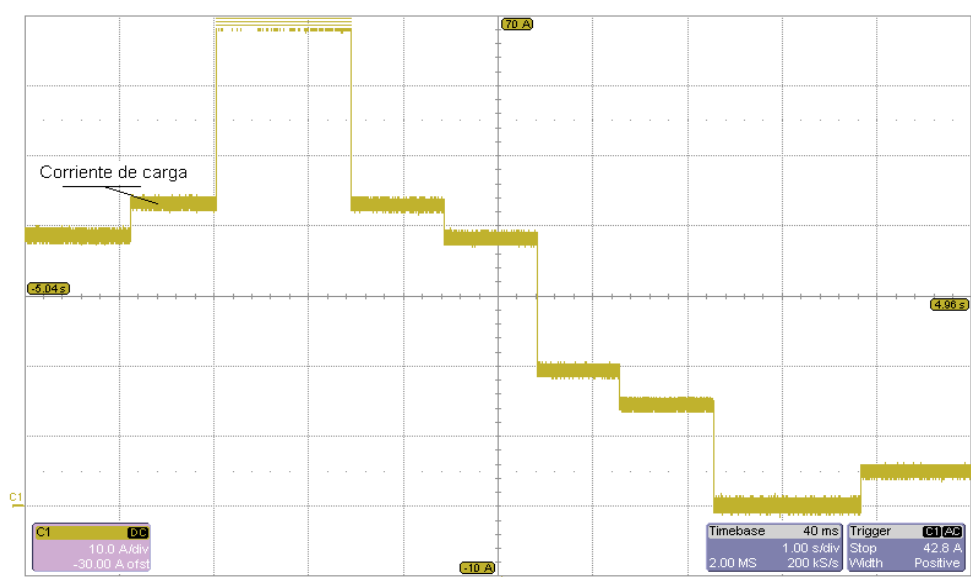 70 A
Corriente de carga
-5.04 s
4.96 s
C1
C1 DC
10.0 A/div
-30.00 A ofst
-10 A
Timebase 40 ms
1.00 s/div
2.00 MS 200 kS/s
Trigger C1 AC
Stop 42.8 A
Width Positive